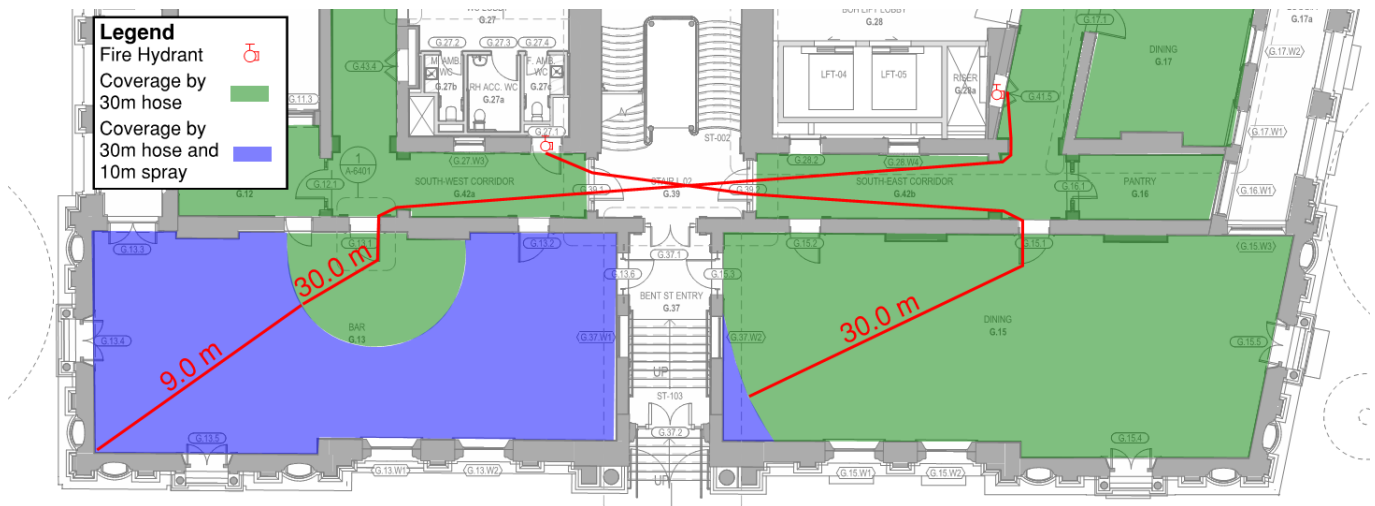 Legend
Fire Hydrant
Coverage by
30m hose
Coverage by
30m hose and
10m spray
G.27
G.27.2
G.27.3
G.27.4
M AMB.
WC
G.27b
RH ACC. WC
G.27a
F. AMB.
WC
G.27c
G.27.1
G.43.4
G.11.3
G.12
G.12.1
1
A-6401
G.27.W3
SOUTH-WEST CORRIDOR
G.42a
G.39.1
STAIR L.02
G.39
G.39.2
ST-002
BOH LIFT LOBBY
G.28
LFT-04
LFT-05
RISER
G.28a
G.41.5
G.17.1
DINING
G.17
G.17a
G.17.W2
G.17.W1
G.28.2
G.28.W4
SOUTH-EAST CORRIDOR
G.42b
G.16.1
PANTRY
G.16
G.16.W1
G.13.3
G.13.1
G.13.2
G.13.6
G.37.1
G.15.3
G.15.2
G.15.1
G.15.W3
30.0 m
BENT ST ENTRY
G.37
30.0 m
DINING
G.15
BAR
G.13
G.13.4
G.37.W1
G.37.W2
G.15.5
9.0 m
UP
ST-103
G.13.5
G.37.2
G.15.4
G.13.W1
G.13.W2
UP
G.15.W1
G.15.W2